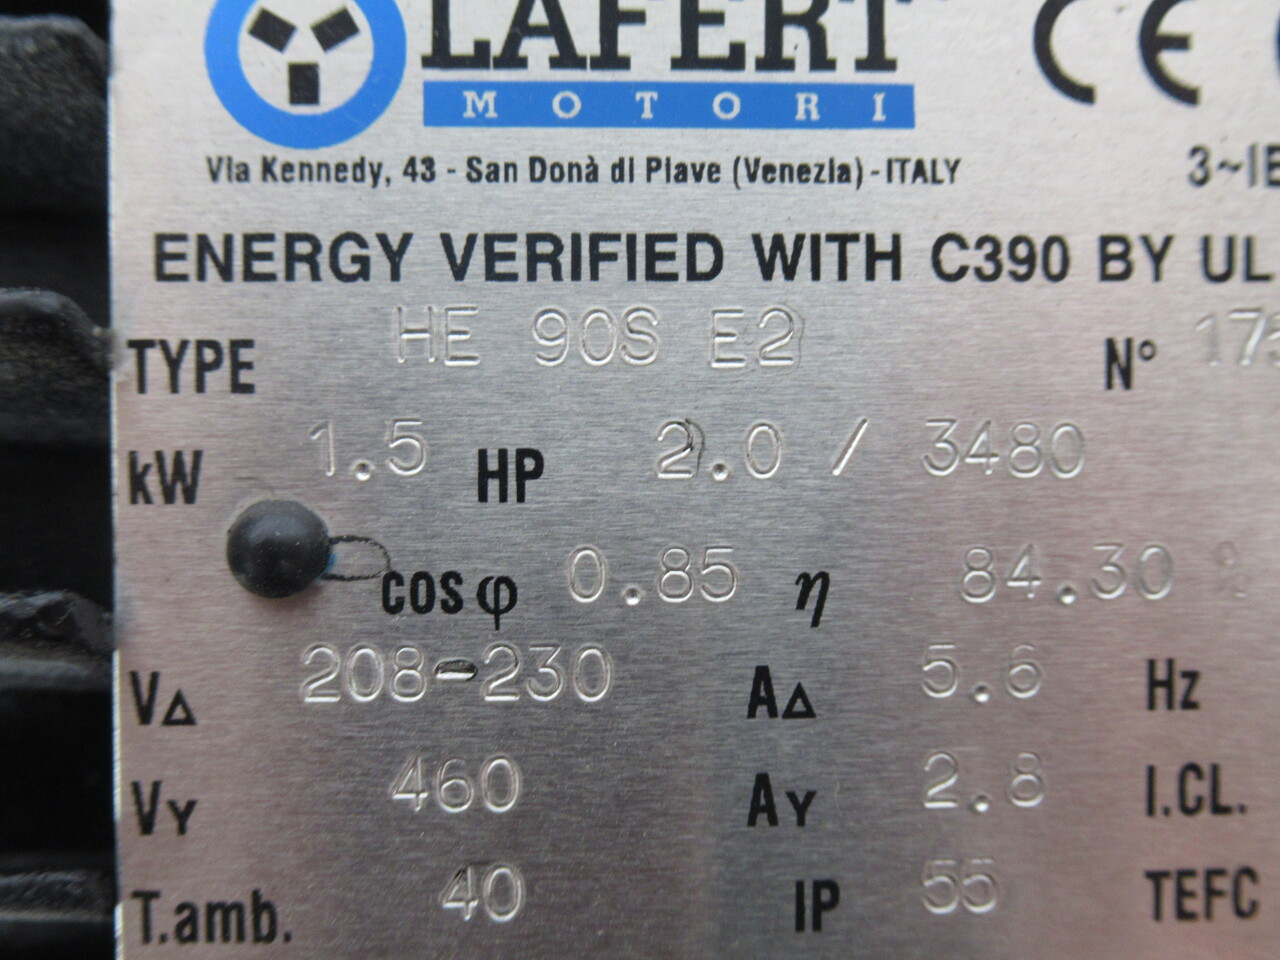 LAFERT
MOTORI
CE
Via Kennedy, 43 - San Donà di Piave (Venezia) - ITALY
3~IE
ENERGY VERIFIED WITH C390 BY UL
TYPE HE 90S E2 N° 175
kW 1.5 HP 2.0 / 3480
cos φ 0.85 η 84.30 %
V△ 208-230 A△ 5.6 Hz
VY 460 AY 2.8 I.CL.
T.amb. 40 IP 55 TEFC